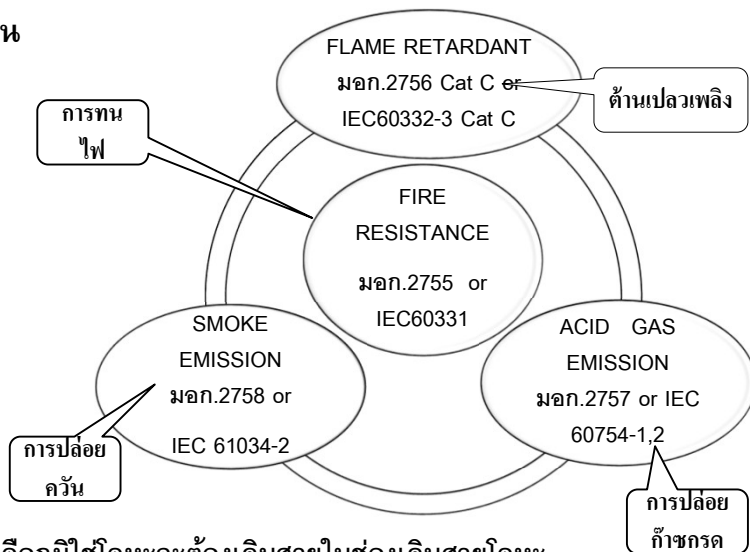 น
FLAME RETARDANT
มอก.2756 Cat C or
IEC60332-3 Cat C
ต้านเปลวเพลิง
การทน
ไฟ
FIRE
RESISTANCE
มอก.2755 or
IEC60331
SMOKE
EMISSION
มอก.2758 or
IEC 61034-2
ACID GAS
EMISSION
มอก.2757 or IEC
60754-1,2
การปล่อย
ควัน
การปล่อย
ก๊าซกรด